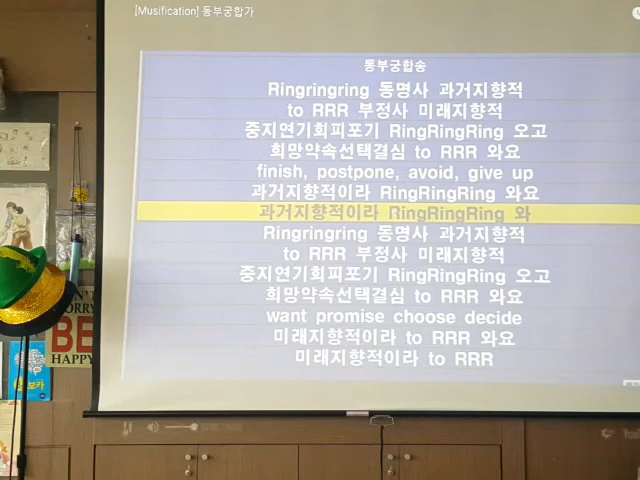 [Musification] 동부궁합가
통부궁합송
Ringringring 동명사 과거지향적
to RRR 부정사 미래지향적
중지연기회피포기 RingRingRing 오고
희망약속선택결심 to RRR 와요
finish, postpone, avoid, give up
과거지향적이라 RingRingRing 와요
과거지향적이라 RingRingRing 와
Ringringring 동명사 과거지향적
to RRR 부정사 미래지향적
중지연기회피포기 RingRingRing 오고
희망약속선택결심 to RRR 와요
want promise choose decide
미래지향적이라 to RRR 와요
미래지향적이라 to RRR
BE
HAPPY
보카